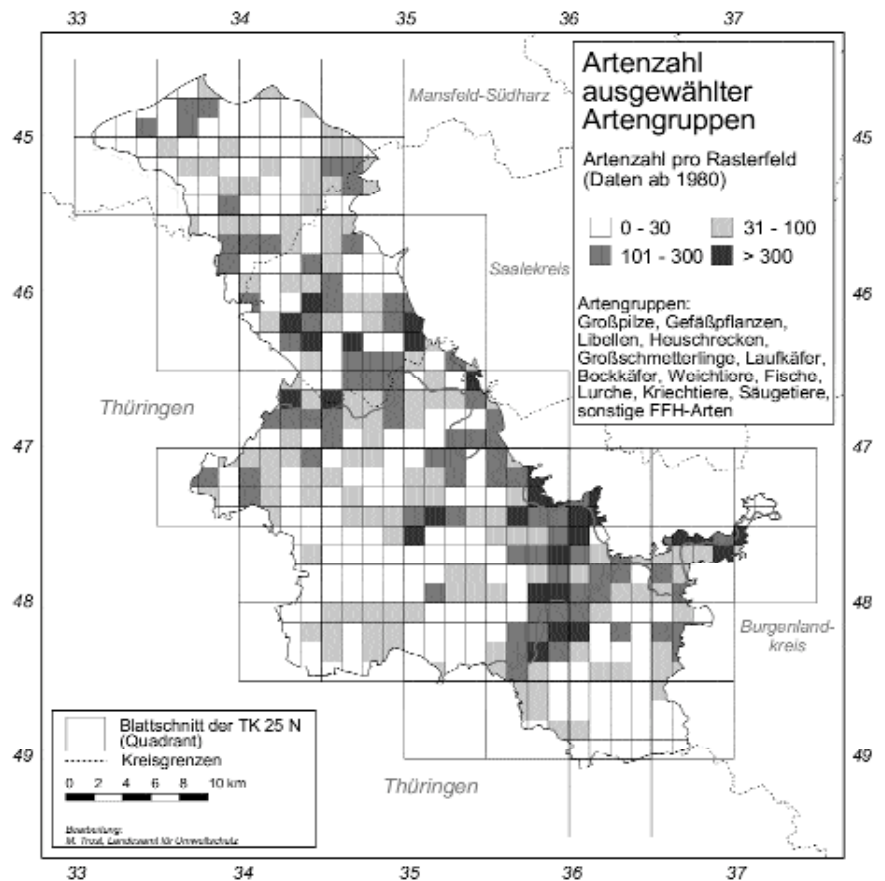 33 34 35 36 37
Artenzahl
ausgewählter
Artengruppen
Artenzahl pro Rasterfeld
(Daten ab 1980)
0 - 30 31 - 100
101 - 300 > 300
Artengruppen:
Großpilze, Gefäßpflanzen,
Libellen, Heuschrecken,
Großschmetterlinge, Laufkäfer,
Bockkäfer, Weichtiere, Fische,
Lurche, Kriechtiere, Säugetiere,
sonstige FFH-Arten
Mansfeld-Südharz
45 45
Saalekreis
46 46
Thüringen
47 47
48 48
Burgenland-
kreis
49 49
Thüringen
Blattschnitt der TK 25 N
(Quadrant)
Kreisgrenzen
0 2 4 6 8 10 km
Bearbeitung:
M. Trost, Landesamt für Umweltschutz
33 34 35 36 37